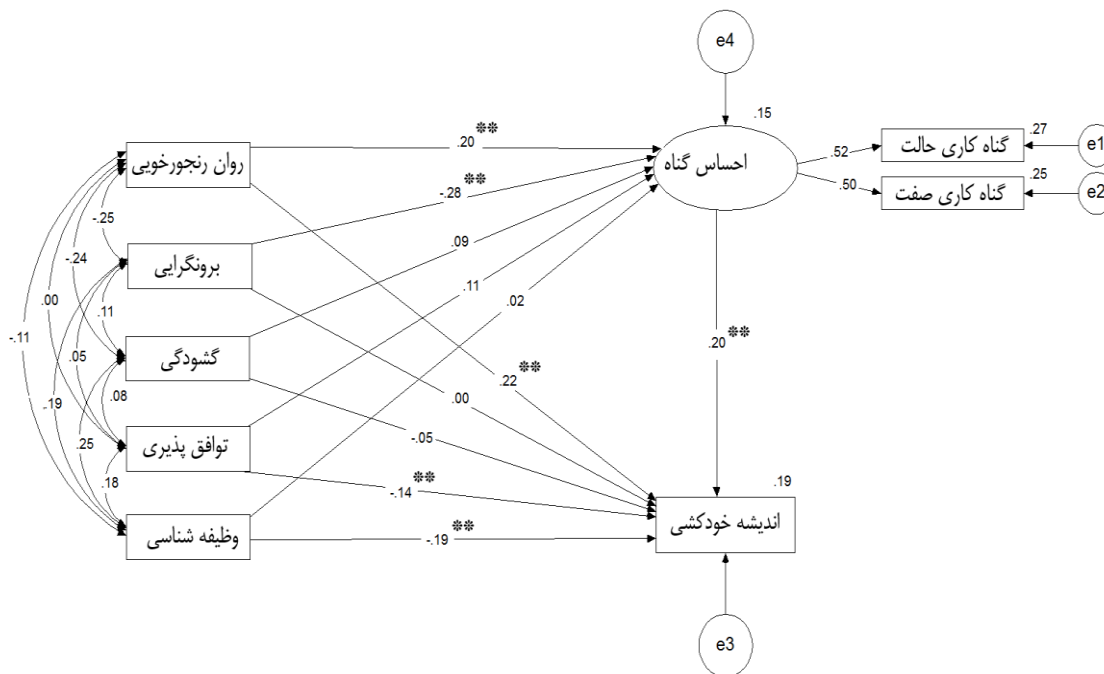 e4
.15
احساس گناه
.27
گناه کاری حالت
e1
.52
.25
گناه کاری صفت
e2
.50
روان رنجورخویی
.20**
-.28**
-.25
.09
برونگرایی
-.24
.11
.02
.00
.11
-.11
.05
گشودگی
.20**
.22**
.00
.19
.08
-.05
.25
توافق پذیری
.18
-.14**
.19
وظیفه شناسی
-.19**
اندیشه خودکشی
e3